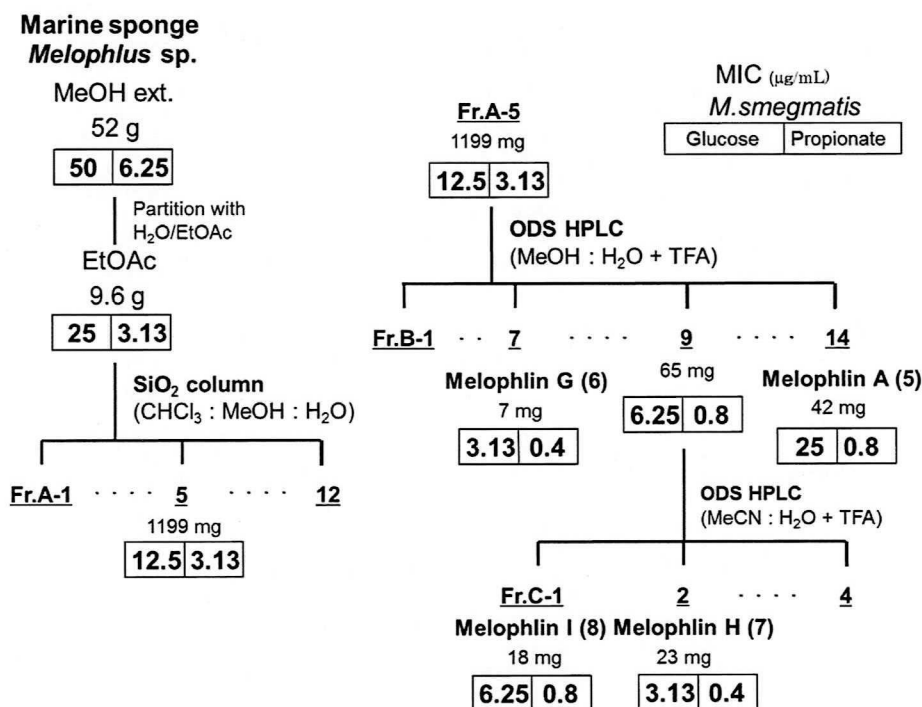 Marine sponge
Melophlus sp.
MeOH ext.
52 g
50 6.25
Partition with
H₂O/EtOAc
EtOAc
9.6 g
25 3.13
SiO₂ column
(CHCl₃ : MeOH : H₂O)
Fr.A-1 · · · · 5 · · · · 12
1199 mg
12.5 3.13
MIC (μg/mL)
M.smegmatis
Glucose Propionate
Fr.A-5
1199 mg
12.5 3.13
ODS HPLC
(MeOH : H₂O + TFA)
Fr.B-1 · · 7 · · · · 9 · · · · 14
Melophlin G (6)
7 mg
3.13 0.4
65 mg
6.25 0.8
Melophlin A (5)
42 mg
25 0.8
ODS HPLC
(MeCN : H₂O + TFA)
Fr.C-1 2 · · · · 4
Melophlin I (8) Melophlin H (7)
18 mg 23 mg
6.25 0.8 3.13 0.4